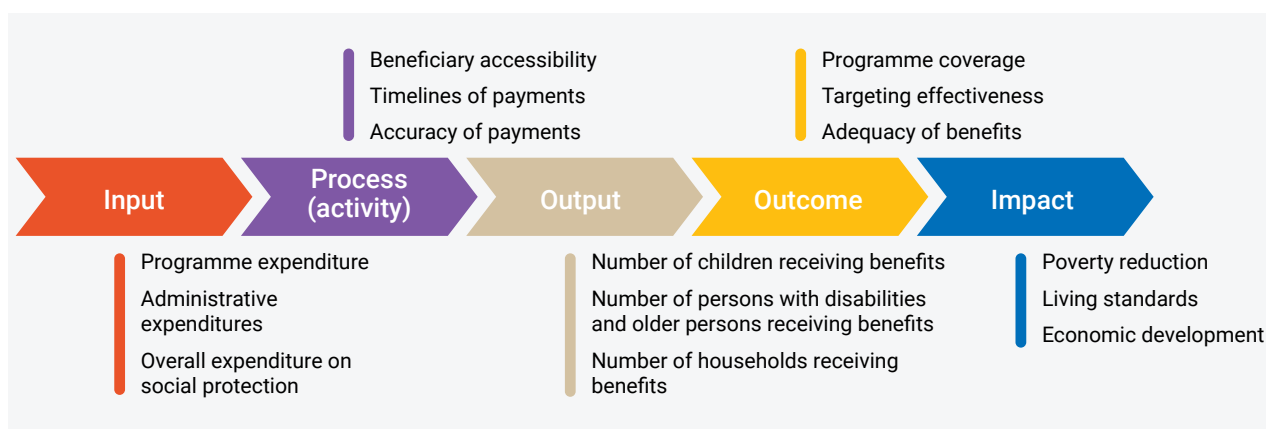 Beneficiary accessibility
Timelines of payments
Accuracy of payments
Programme coverage
Targeting effectiveness
Adequacy of benefits
Input
Process
(activity)
Output
Outcome
Impact
Programme expenditure
Administrative
expenditures
Overall expenditure on
social protection
Number of children receiving benefits
Number of persons with disabilities
and older persons receiving benefits
Number of households receiving
benefits
Poverty reduction
Living standards
Economic development